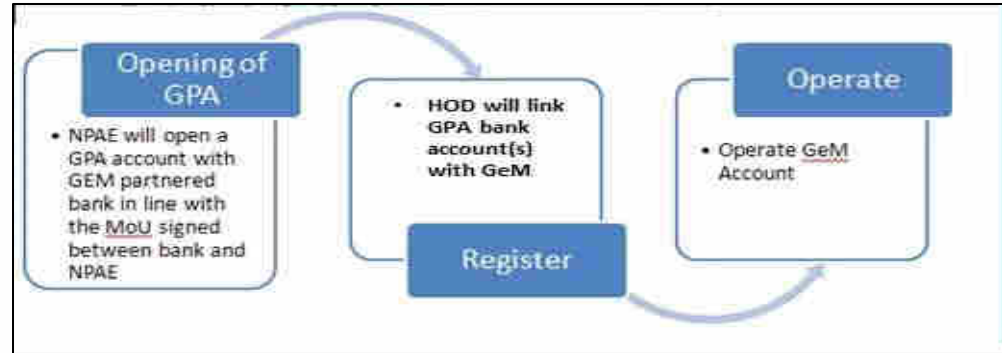 Opening of
GPA
• NPAE will open a
GPA account with
GEM partnered
bank in line with
the MoU signed
between bank and
NPAE
• HOD will link
GPA bank
account(s)
with GeM
Register
Operate
• Operate GeM
Account